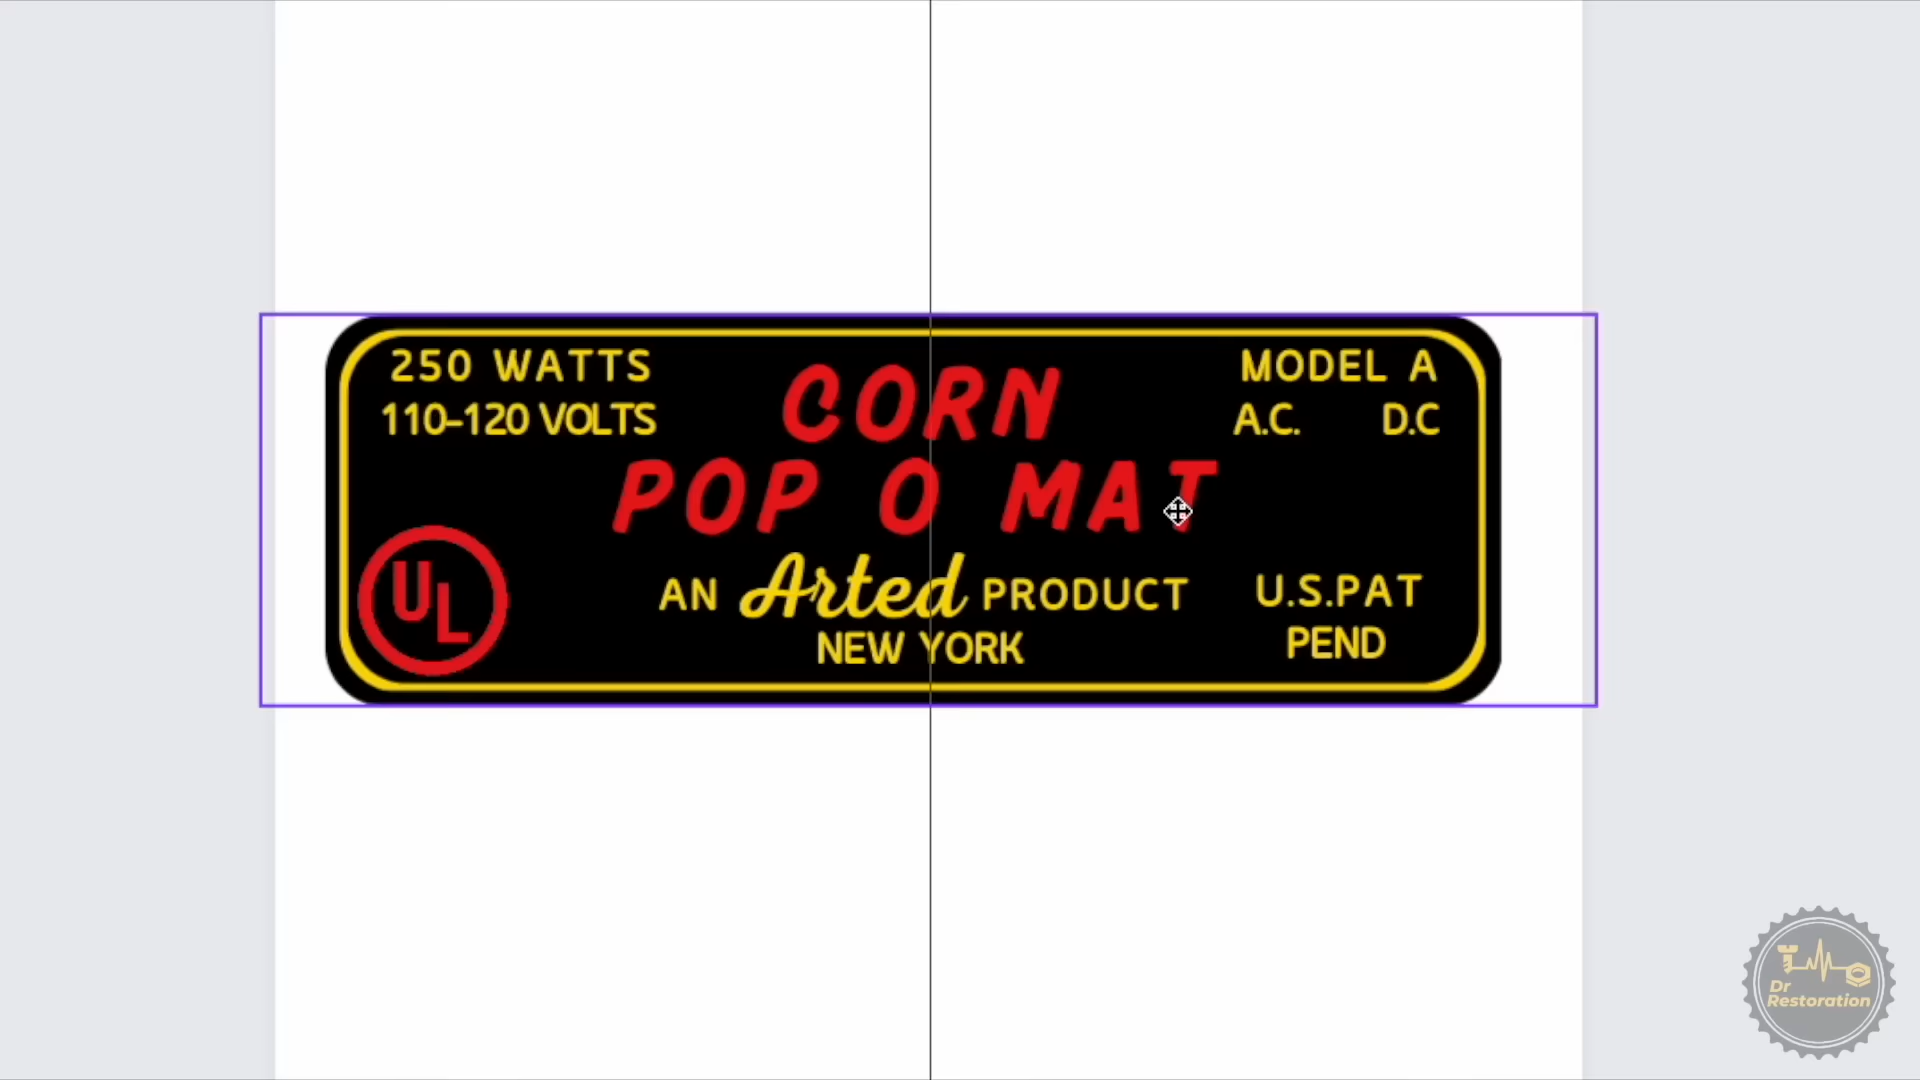 250 WATTS
110-120 VOLTS
CORN
POP O MAT
MODEL A
A.C. D.C
UL
AN Arted PRODUCT
NEW YORK
U.S.PAT
PEND
Dr
Restoration